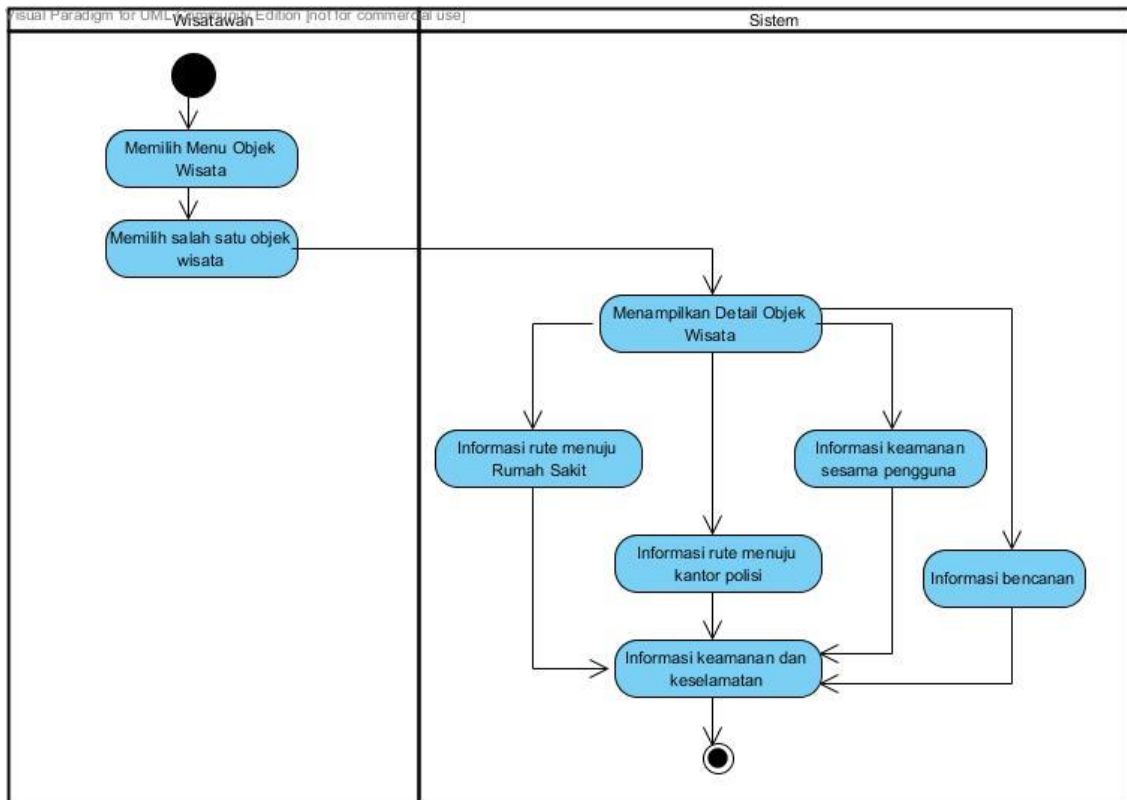 Visual Paradigm for UML Community Edition [not for commercial use]
Wisatawan
Sistem
Memilih Menu Objek
Wisata
Memilih salah satu objek
wisata
Menampilkan Detail Objek
Wisata
Informasi rute menuju
Rumah Sakit
Informasi keamanan
sesama pengguna
Informasi rute menuju
kantor polisi
Informasi bencanan
Informasi keamanan dan
keselamatan